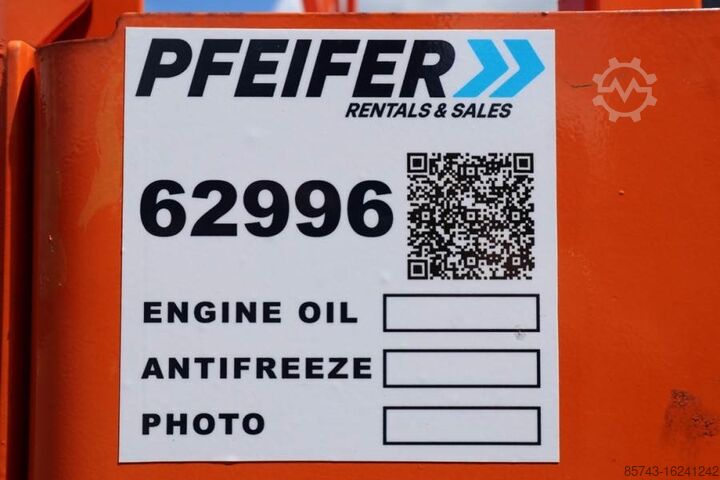 PFEIFER
RENTALS & SALES
62996
ENGINE OIL
ANTIFREEZE
PHOTO
85743-16241242